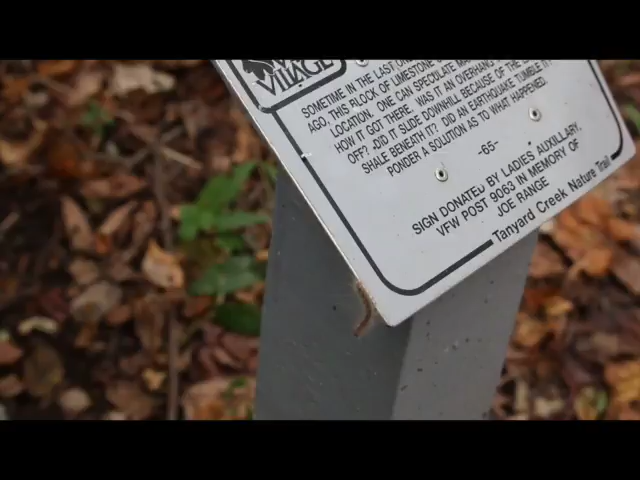 VILLAGE
SOMETIME IN THE LAST
AGO, THIS BLOCK OF LIMESTONE
LOCATION. ONE CAN SPECULATE
HOW IT GOT THERE. WAS IT AN OVERHANG
OFF? -DID IT SLIDE DOWNHILL BECAUSE OF THE
SHALE BENEATH IT? DID AN EARTHQUAKE TUMBLE IT?
PONDER A SOLUTION AS TO WHAT HAPPENED.
-65-
SIGN DONATED BY LADIES AUXILLARY,
VFW POST 9063 IN MEMORY OF
JOE RANGE
Tanyard Creek Nature Trail